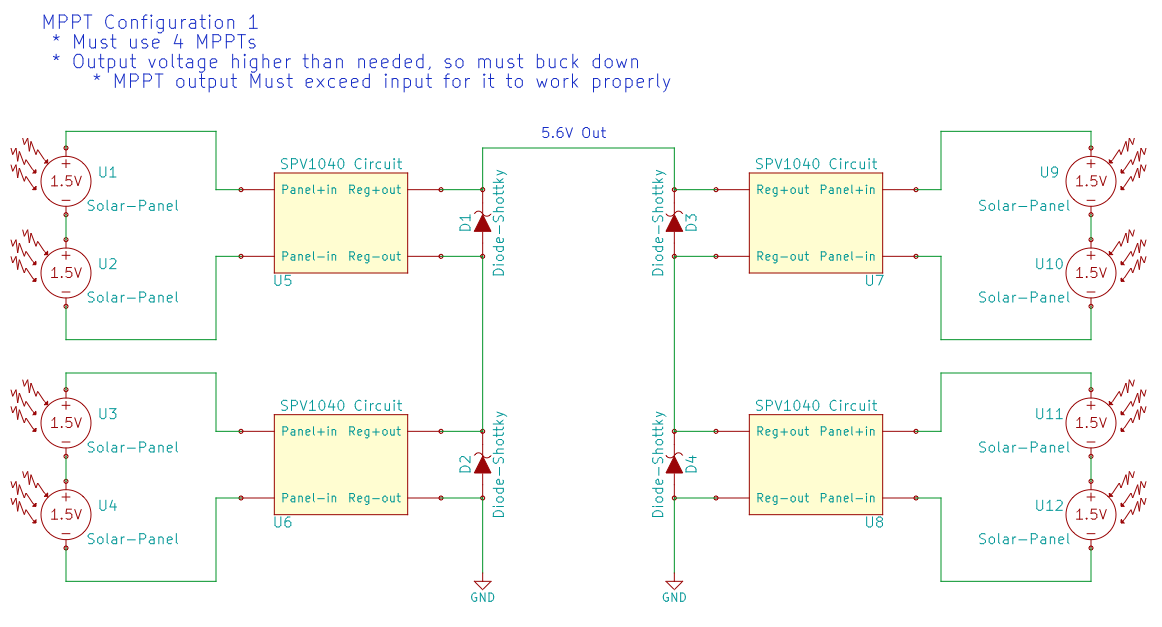 MPPT Configuration 1
* Must use 4 MPPTs
* Output voltage higher than needed, so must buck down
* MPPT output Must exceed input for it to work properly
5.6V Out
U1
+
1.5V
−
Solar-Panel
U2
+
1.5V
−
Solar-Panel
SPV1040 Circuit
Panel+in Reg+out
Panel-in Reg-out
U5
D1
Diode-Shottky
D3
Diode-Shottky
SPV1040 Circuit
Reg+out Panel+in
Reg-out Panel-in
U7
U9
+
1.5V
−
Solar-Panel
U10
+
1.5V
−
Solar-Panel
U3
+
1.5V
−
Solar-Panel
U4
+
1.5V
−
Solar-Panel
SPV1040 Circuit
Panel+in Reg+out
Panel-in Reg-out
U6
D2
Diode-Shottky
D4
Diode-Shottky
SPV1040 Circuit
Reg+out Panel+in
Reg-out Panel-in
U8
U11
+
1.5V
−
Solar-Panel
U12
+
1.5V
−
Solar-Panel
GND
GND